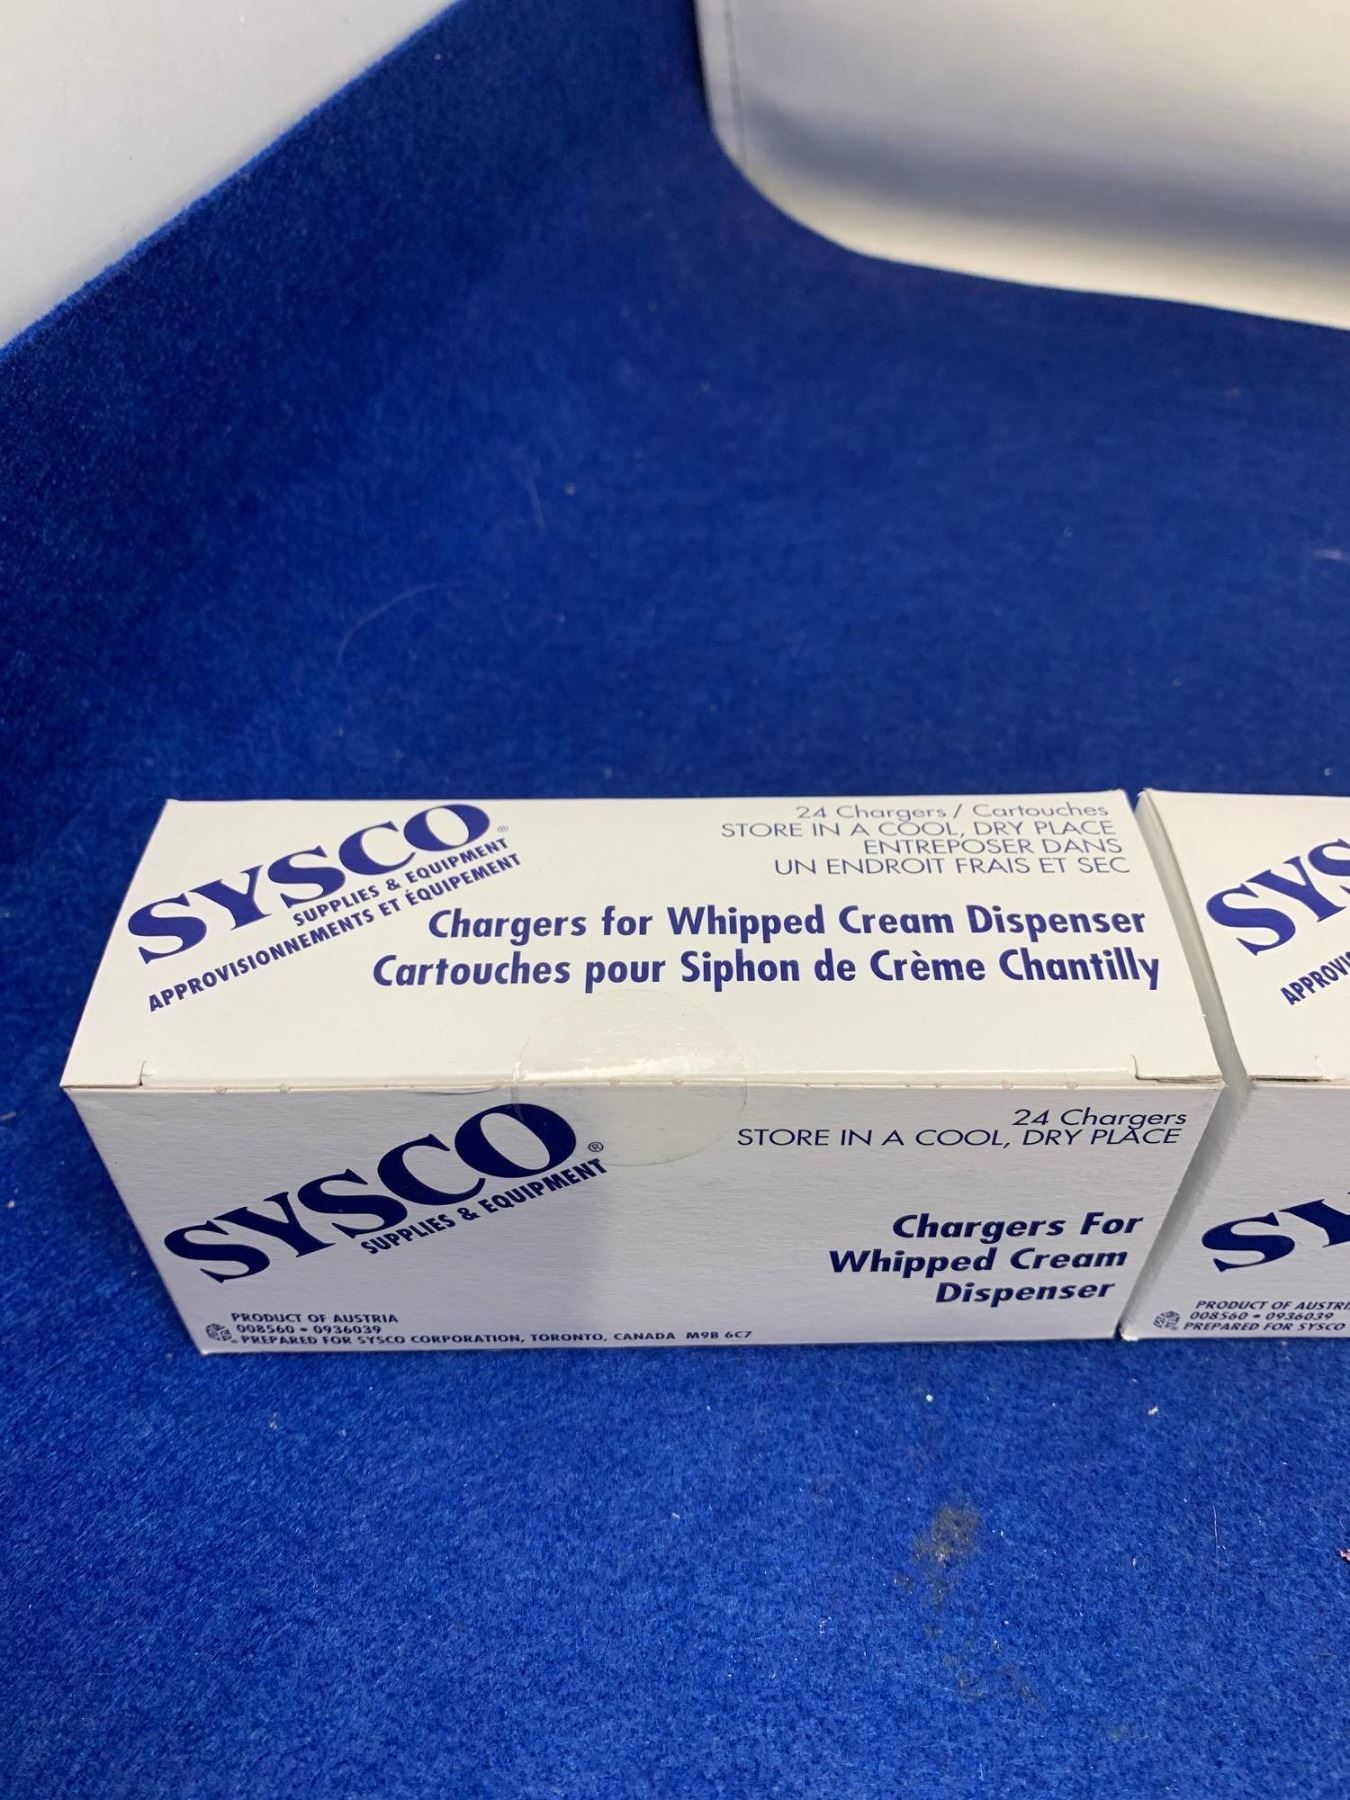 SYSCO®
SUPPLIES & EQUIPMENT
APPROVISIONNEMENTS ET ÉQUIPEMENT
24 Chargers / Cartouches
STORE IN A COOL, DRY PLACE
ENTREPOSER DANS
UN ENDROIT FRAIS ET SEC
Chargers for Whipped Cream Dispenser
Cartouches pour Siphon de Crème Chantilly
SYSCO®
SUPPLIES & EQUIPMENT
24 Chargers
STORE IN A COOL, DRY PLACE
Chargers For
Whipped Cream
Dispenser
PRODUCT OF AUSTRIA
008560 • 0936039
PREPARED FOR SYSCO CORPORATION, TORONTO, CANADA M9B 6C7
SYS
APPROVI
SY
PRODUCT OF AUSTRI
008560 • 0936039
PREPARED FOR SYSCO